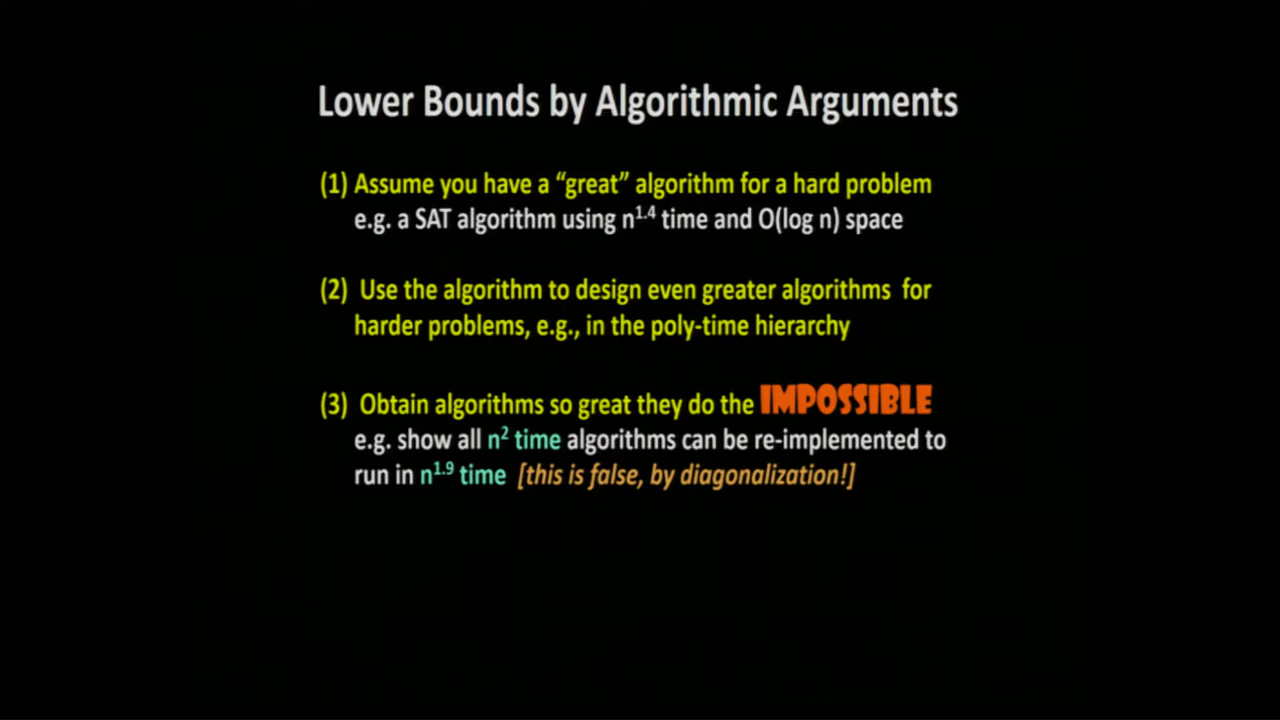 Lower Bounds by Algorithmic Arguments
(1) Assume you have a “great” algorithm for a hard problem
e.g. a SAT algorithm using n^1.4 time and O(log n) space
(2) Use the algorithm to design even greater algorithms for
harder problems, e.g., in the poly-time hierarchy
(3) Obtain algorithms so great they do the IMPOSSIBLE
e.g. show all n^2 time algorithms can be re-implemented to
run in n^1.9 time [this is false, by diagonalization!]